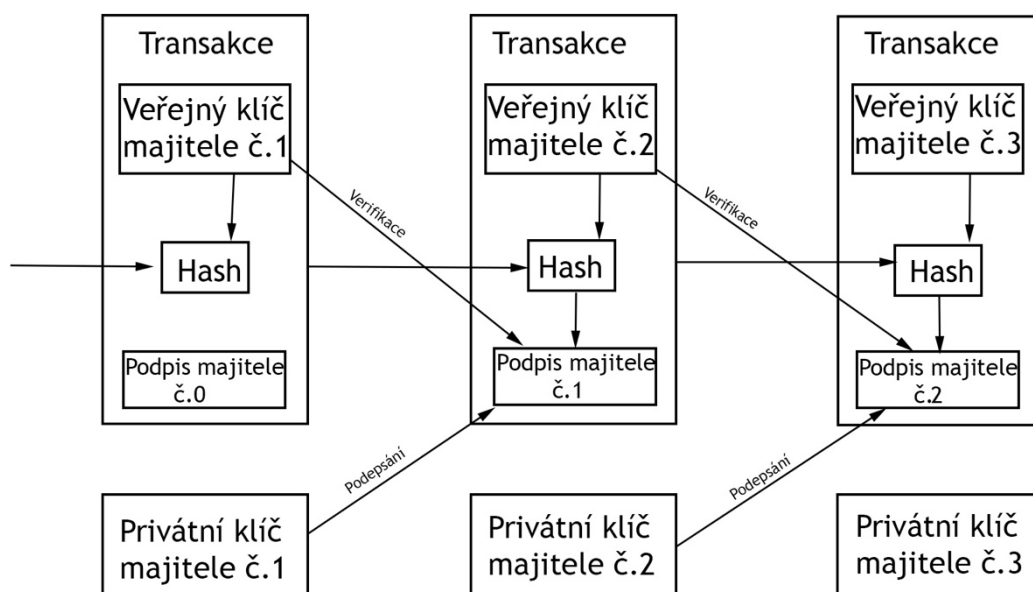 Transakce
Veřejný klíč
majitele č.1
Hash
Podpis majitele
č.0
Transakce
Veřejný klíč
majitele č.2
Hash
Podpis majitele
č.1
Transakce
Veřejný klíč
majitele č.3
Hash
Podpis majitele
č.2
Verifikace
Verifikace
Podepsání
Podepsání
Privátní klíč
majitele č.1
Privátní klíč
majitele č.2
Privátní klíč
majitele č.3